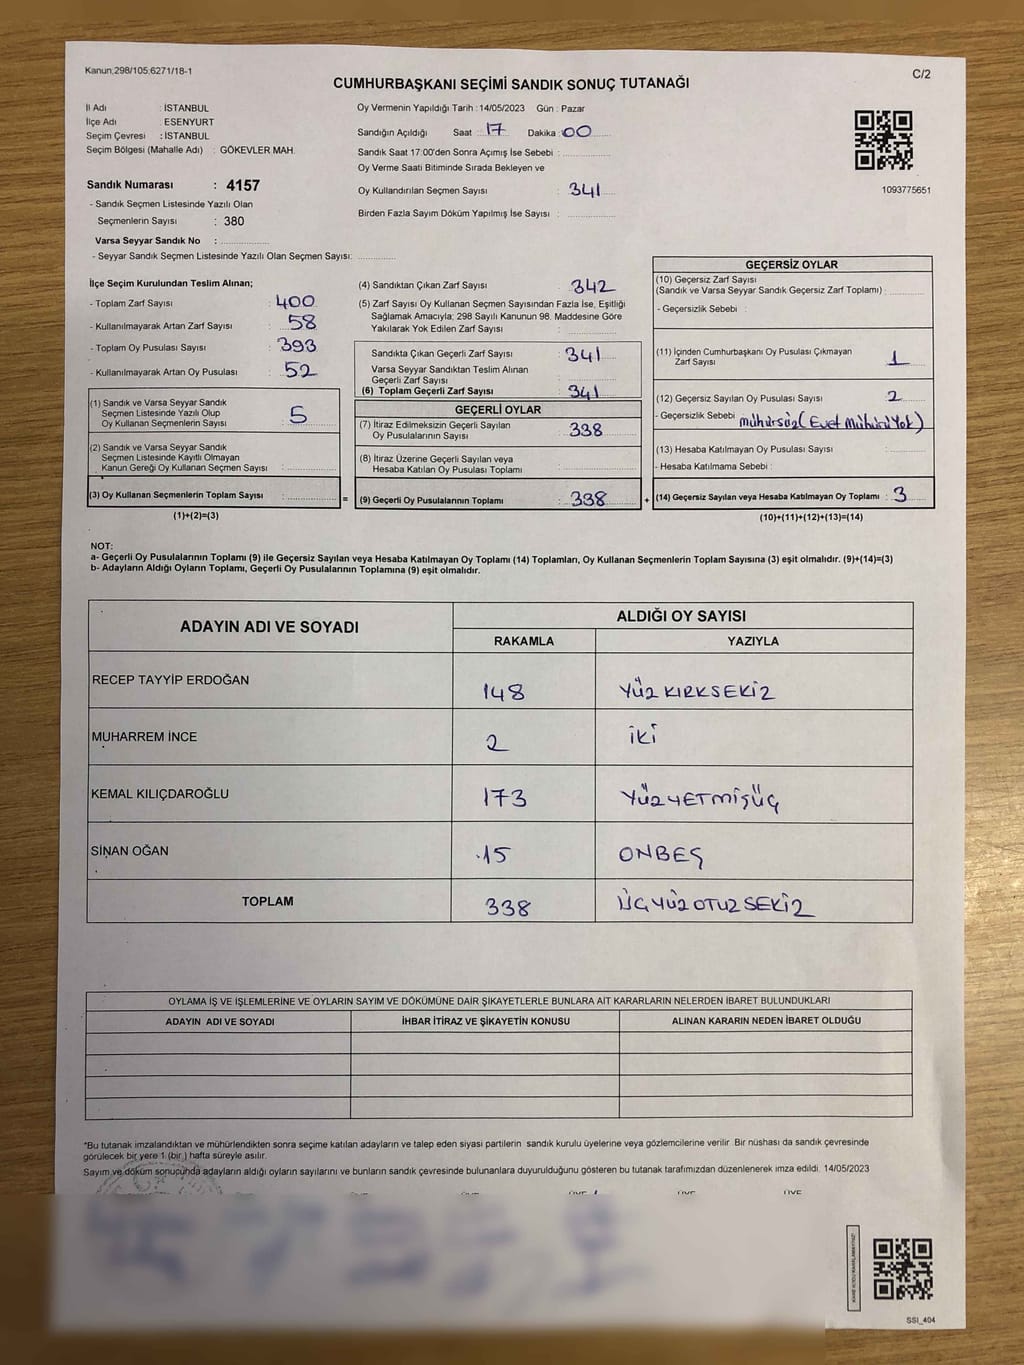 Kanun:298/105:6271/18-1
C/2
CUMHURBAŞKANI SEÇİMİ SANDIK SONUÇ TUTANAĞI
İl Adı : İSTANBUL
İlçe Adı : ESENYURT
Seçim Çevresi : İSTANBUL
Seçim Bölgesi (Mahalle Adı) : GÖKEVLER MAH.
Sandık Numarası : 4157
- Sandık Seçmen Listesinde Yazılı Olan
Seçmenlerin Sayısı : 380
Varsa Seyyar Sandık No :
- Seyyar Sandık Seçmen Listesinde Yazılı Olan Seçmen Sayısı:
Oy Vermenin Yapıldığı Tarih : 14/05/2023 Gün : Pazar
Sandığın Açıldığı Saat : 17 Dakika : 00
Sandık Saat 17:00'den Sonra Açımış İse Sebebi :
Oy Verme Saati Bitiminde Sırada Bekleyen ve
Oy Kullandırılan Seçmen Sayısı : 341
Birden Fazla Sayım Döküm Yapılmış İse Sayısı :
1093775651
İlçe Seçim Kurulundan Teslim Alınan;
- Toplam Zarf Sayısı : 400
- Kullanılmayarak Artan Zarf Sayısı : 58
- Toplam Oy Pusulası Sayısı : 393
- Kullanılmayarak Artan Oy Pusulası : 52
(1) Sandık ve Varsa Seyyar Sandık
Seçmen Listesinde Yazılı Olup
Oy Kullanan Seçmenlerin Sayısı : 5
(2) Sandık ve Varsa Seyyar Sandık
Seçmen Listesinde Kayıtlı Olmayan
Kanun Gereği Oy Kullanan Seçmen Sayısı :
(3) Oy Kullanan Seçmenlerin Toplam Sayısı :
(1)+(2)=(3)
(4) Sandıktan Çıkan Zarf Sayısı : 342
(5) Zarf Sayısı Oy Kullanan Seçmen Sayısından Fazla İse, Eşitliği
Sağlamak Amacıyla; 298 Sayılı Kanunun 98. Maddesine Göre
Yakılarak Yok Edilen Zarf Sayısı :
Sandıkta Çıkan Geçerli Zarf Sayısı : 341
Varsa Seyyar Sandıktan Teslim Alınan
Geçerli Zarf Sayısı :
(6) Toplam Geçerli Zarf Sayısı : 341
GEÇERLİ OYLAR
(7) İtiraz Edilmeksizin Geçerli Sayılan
Oy Pusulalarının Sayısı : 338
(8) İtiraz Üzerine Geçerli Sayılan veya
Hesaba Katılan Oy Pusulası Toplamı :
= (9) Geçerli Oy Pusulalarının Toplamı : 338
GEÇERSİZ OYLAR
(10) Geçersiz Zarf Sayısı
(Sandık ve Varsa Seyyar Sandık Geçersiz Zarf Toplamı) :
- Geçersizlik Sebebi :
(11) İçinden Cumhurbaşkanı Oy Pusulası Çıkmayan
Zarf Sayısı : 1
(12) Geçersiz Sayılan Oy Pusulası Sayısı : 2
- Geçersizlik Sebebi : mühürsüz (Evet Mührü Yok)
(13) Hesaba Katılmayan Oy Pusulası Sayısı :
- Hesaba Katılmama Sebebi :
+ (14) Geçersiz Sayılan veya Hesaba Katılmayan Oy Toplamı : 3
(10)+(11)+(12)+(13)=(14)
NOT:
a- Geçerli Oy Pusulalarının Toplamı (9) ile Geçersiz Sayılan veya Hesaba Katılmayan Oy Toplamı (14) Toplamları, Oy Kullanan Seçmenlerin Toplam Sayısına (3) eşit olmalıdır. (9)+(14)=(3)
b- Adayların Aldığı Oyların Toplamı, Geçerli Oy Pusulalarının Toplamına (9) eşit olmalıdır.
ADAYIN ADI VE SOYADI
ALDIĞI OY SAYISI
RAKAMLA YAZIYLA
RECEP TAYYİP ERDOĞAN 148 YÜZ KIRKSEKİZ
MUHARREM İNCE 2 İKİ
KEMAL KILIÇDAROĞLU 173 YÜZYETMİŞÜÇ
SİNAN OĞAN 15 ONBEŞ
TOPLAM 338 ÜÇYÜZ OTUZ SEKİZ
OYLAMA İŞ VE İŞLEMLERİNE VE OYLARIN SAYIM VE DÖKÜMÜNE DAİR ŞİKAYETLERLE BUNLARA AİT KARARLARIN NELERDEN İBARET BULUNDUKLARI
ADAYIN ADI VE SOYADI İHBAR İTİRAZ VE ŞİKAYETİN KONUSU ALINAN KARARIN NEDEN İBARET OLDUĞU
*Bu tutanak imzalandıktan ve mühürlendikten sonra seçime katılan adayların ve talep eden siyasi partilerin sandık kurulu üyelerine veya gözlemcilerine verilir. Bir nüshası da sandık çevresinde
görülecek bir yere 1 (bir ) hafta süreyle asılır.
Sayım ve döküm sonucunda adayların aldığı oyların sayılarını ve bunların sandık çevresinde bulunanlara duyurulduğunu gösteren bu tutanak tarafımızdan düzenlenerek imza edildi. 14/05/2023
ÜYE ÜYE ÜYE
SSI_404